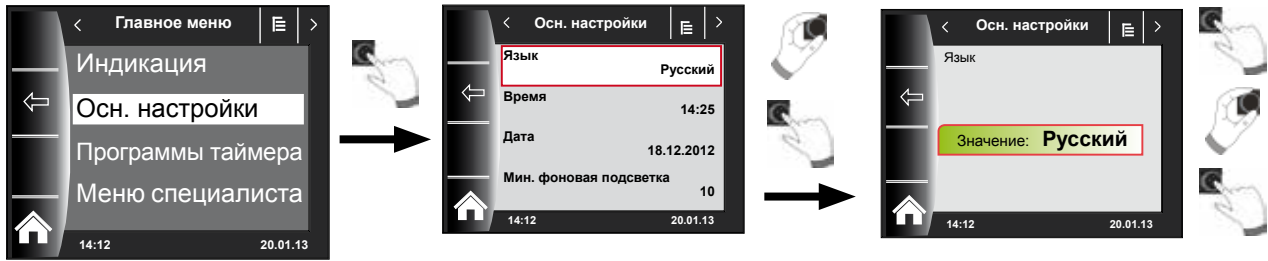 Главное меню
Индикация
Осн. настройки
Программы таймера
Меню специалиста
14:12 20.01.13
Осн. настройки
Язык
Русский
Время
14:25
Дата
18.12.2012
Мин. фоновая подсветка
10
14:12 20.01.13
Осн. настройки
Язык
Значение: Русский
14:12 20.01.13